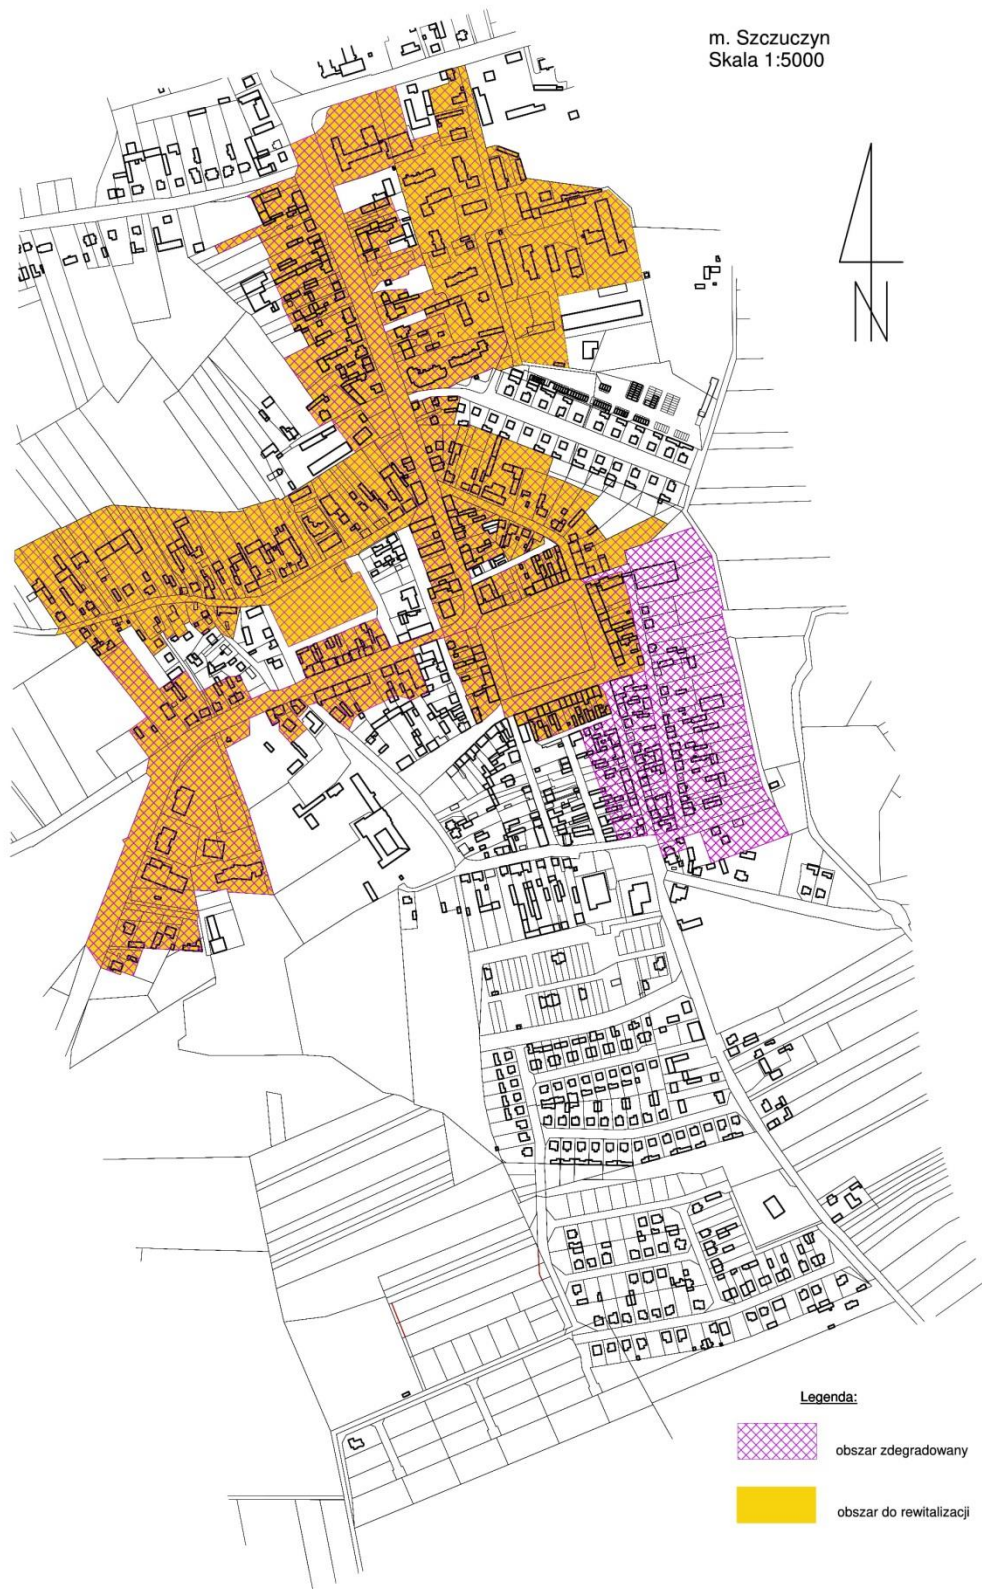 m. Szczuczyn
Skala 1:5000
N
Legenda:
obszar zdegradowany
obszar do rewitalizacji